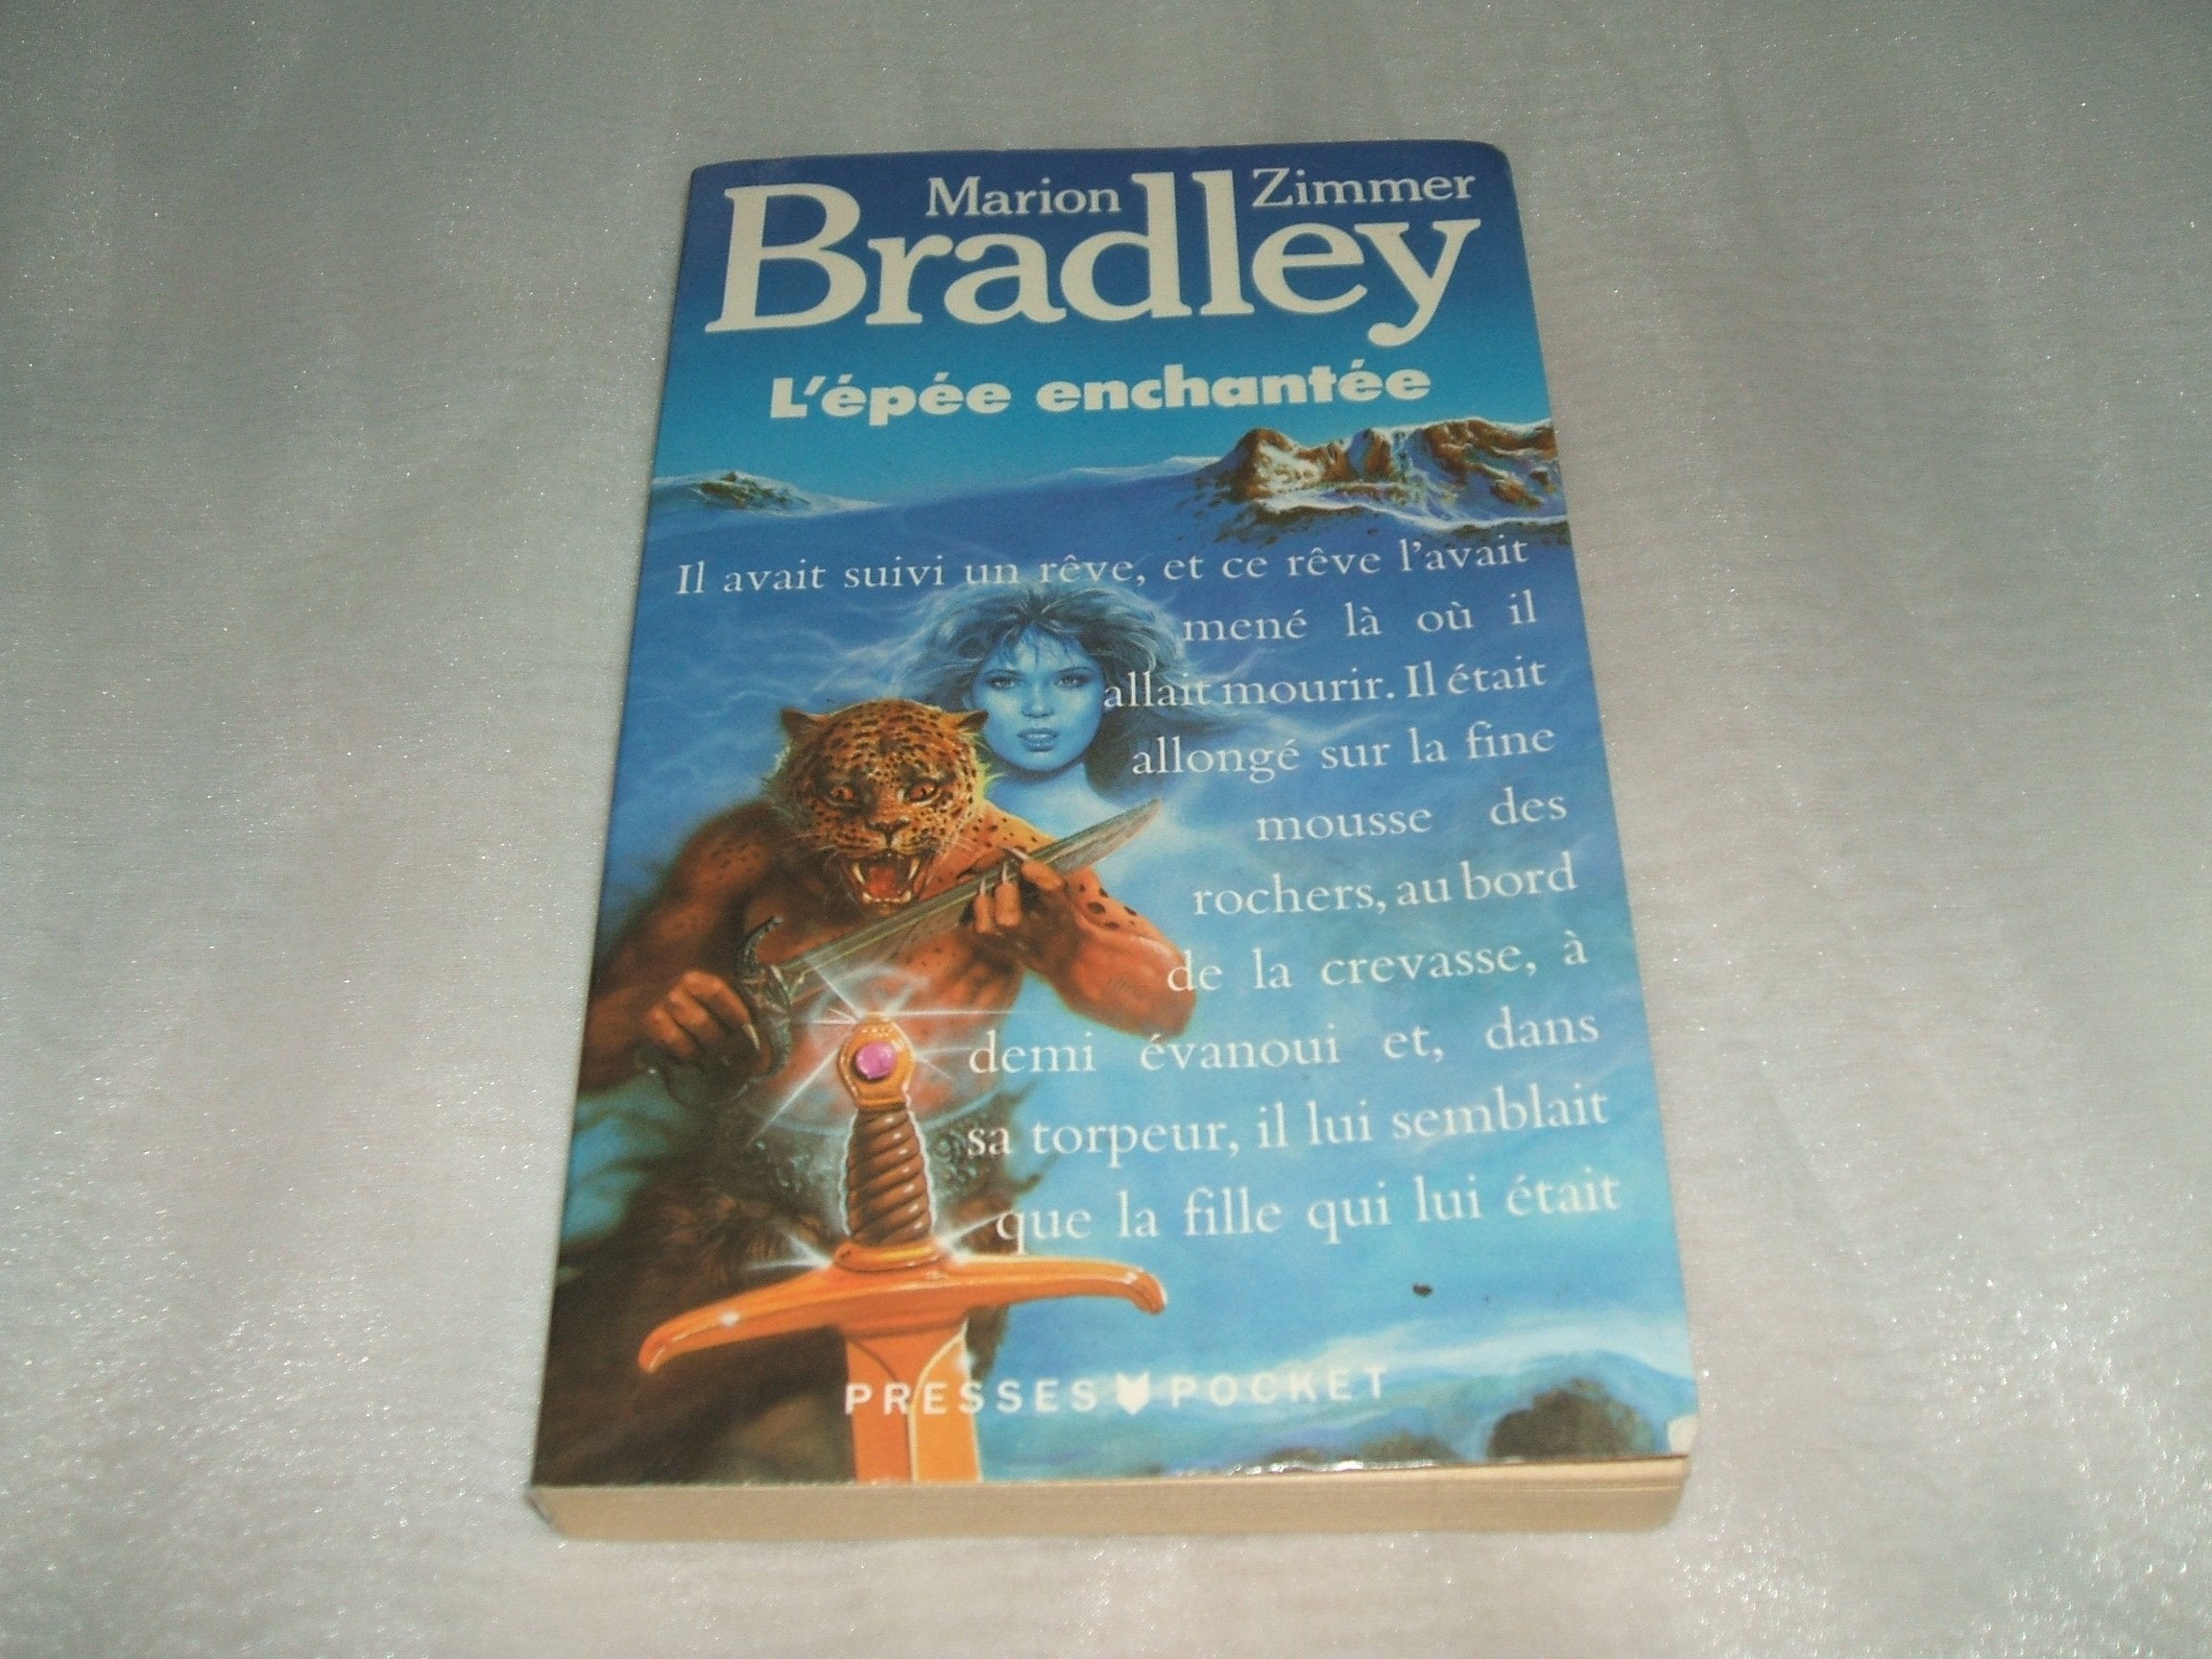 Marion Zimmer
Bradley
L'épée enchantée
Il avait suivi un rêve, et ce rêve l'avait
mené là où il
allait mourir. Il était
allongé sur la fine
mousse des
rochers, au bord
de la crevasse, à
demi évanoui et, dans
sa torpeur, il lui semblait
que la fille qui lui était
PRESSES POCKET